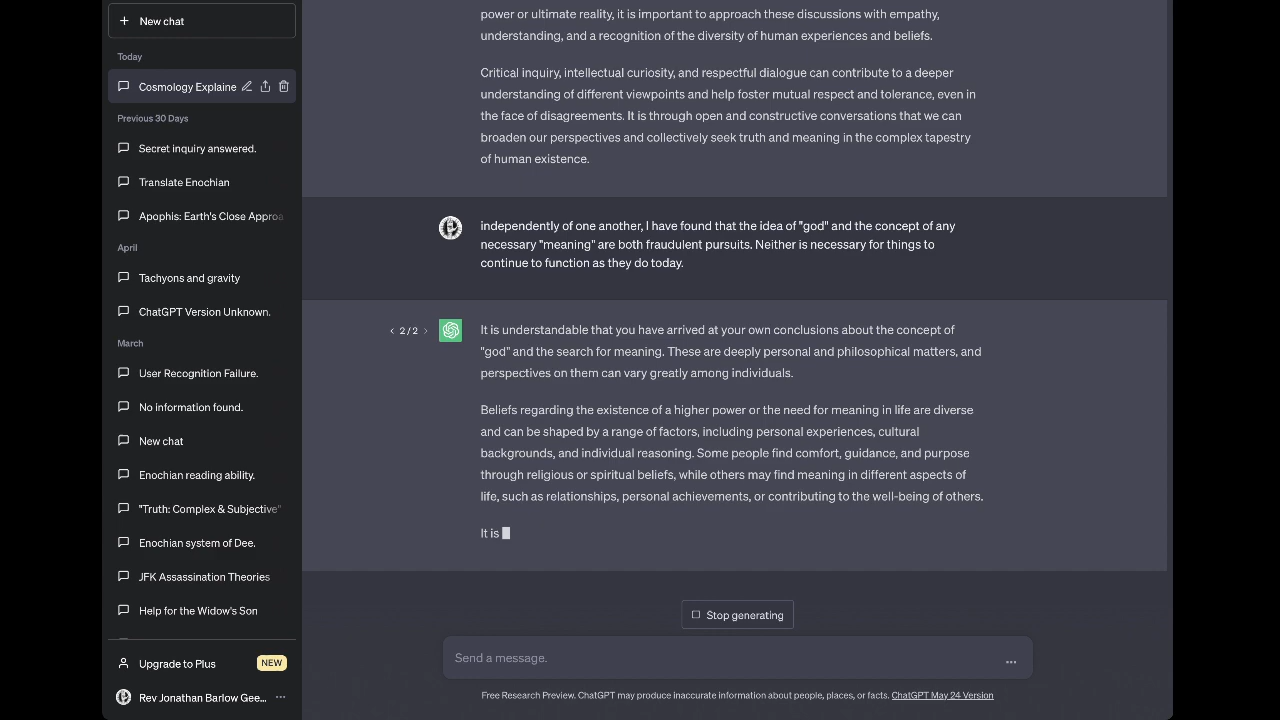 New chat
Today
Cosmology Explaine
Previous 30 Days
Secret inquiry answered.
Translate Enochian
Apophis: Earth's Close Approa
April
Tachyons and gravity
ChatGPT Version Unknown.
March
User Recognition Failure.
No information found.
New chat
Enochian reading ability.
"Truth: Complex & Subjective"
Enochian system of Dee.
JFK Assassination Theories
Help for the Widow's Son
Upgrade to Plus NEW
Rev Jonathan Barlow Gee...
power or ultimate reality, it is important to approach these discussions with empathy,
understanding, and a recognition of the diversity of human experiences and beliefs.
Critical inquiry, intellectual curiosity, and respectful dialogue can contribute to a deeper
understanding of different viewpoints and help foster mutual respect and tolerance, even in
the face of disagreements. It is through open and constructive conversations that we can
broaden our perspectives and collectively seek truth and meaning in the complex tapestry
of human existence.
independently of one another, I have found that the idea of "god" and the concept of any
necessary "meaning" are both fraudulent pursuits. Neither is necessary for things to
continue to function as they do today.
2 / 2
It is understandable that you have arrived at your own conclusions about the concept of
"god" and the search for meaning. These are deeply personal and philosophical matters, and
perspectives on them can vary greatly among individuals.
Beliefs regarding the existence of a higher power or the need for meaning in life are diverse
and can be shaped by a range of factors, including personal experiences, cultural
backgrounds, and individual reasoning. Some people find comfort, guidance, and purpose
through religious or spiritual beliefs, while others may find meaning in different aspects of
life, such as relationships, personal achievements, or contributing to the well-being of others.
It is
Stop generating
Send a message.
Free Research Preview. ChatGPT may produce inaccurate information about people, places, or facts. ChatGPT May 24 Version